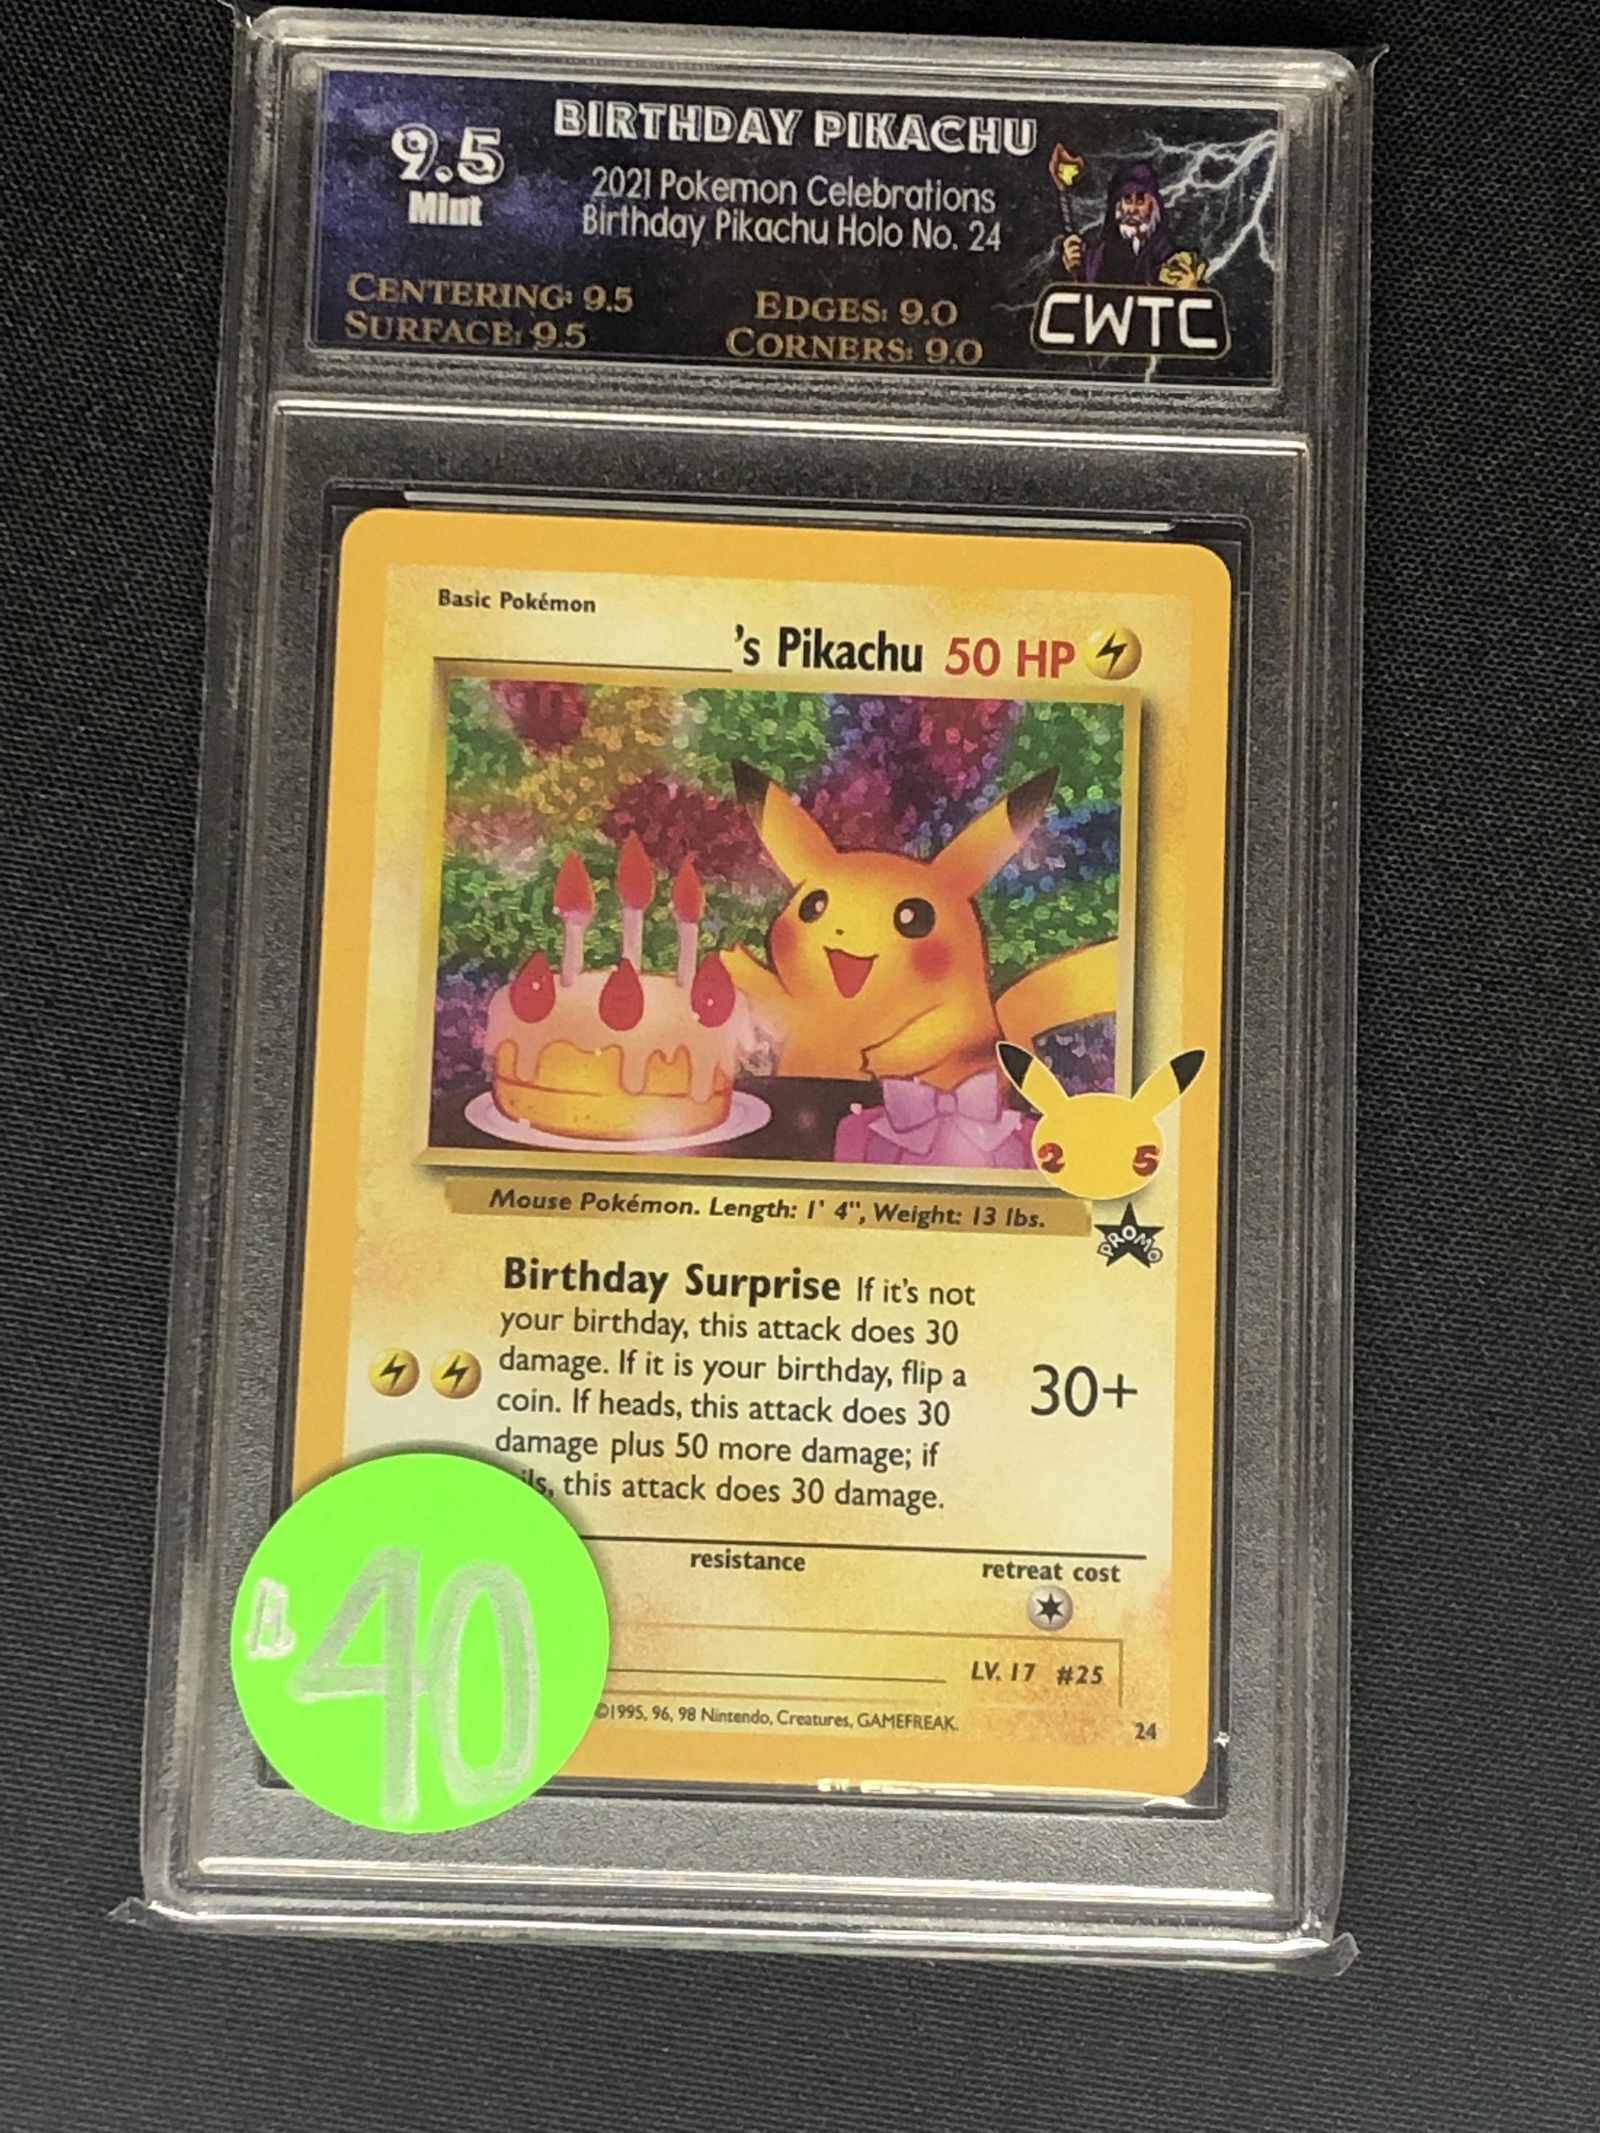 BIRTHDAY PIKACHU
9.5
Mint
2021 Pokemon Celebrations
Birthday Pikachu Holo No. 24
CENTERING: 9.5
EDGES: 9.0
SURFACE: 9.5
CORNERS: 9.0
CWTC
Basic Pokémon
's Pikachu 50 HP
25
Mouse Pokémon. Length: 1' 4", Weight: 13 lbs.
PROMO
Birthday Surprise If it's not
your birthday, this attack does 30
damage. If it is your birthday, flip a
coin. If heads, this attack does 30
damage plus 50 more damage; if
ils, this attack does 30 damage.
30+
resistance
retreat cost
LV. 17 #25
©1995, 96, 98 Nintendo, Creatures, GAMEFREAK.
24
$40